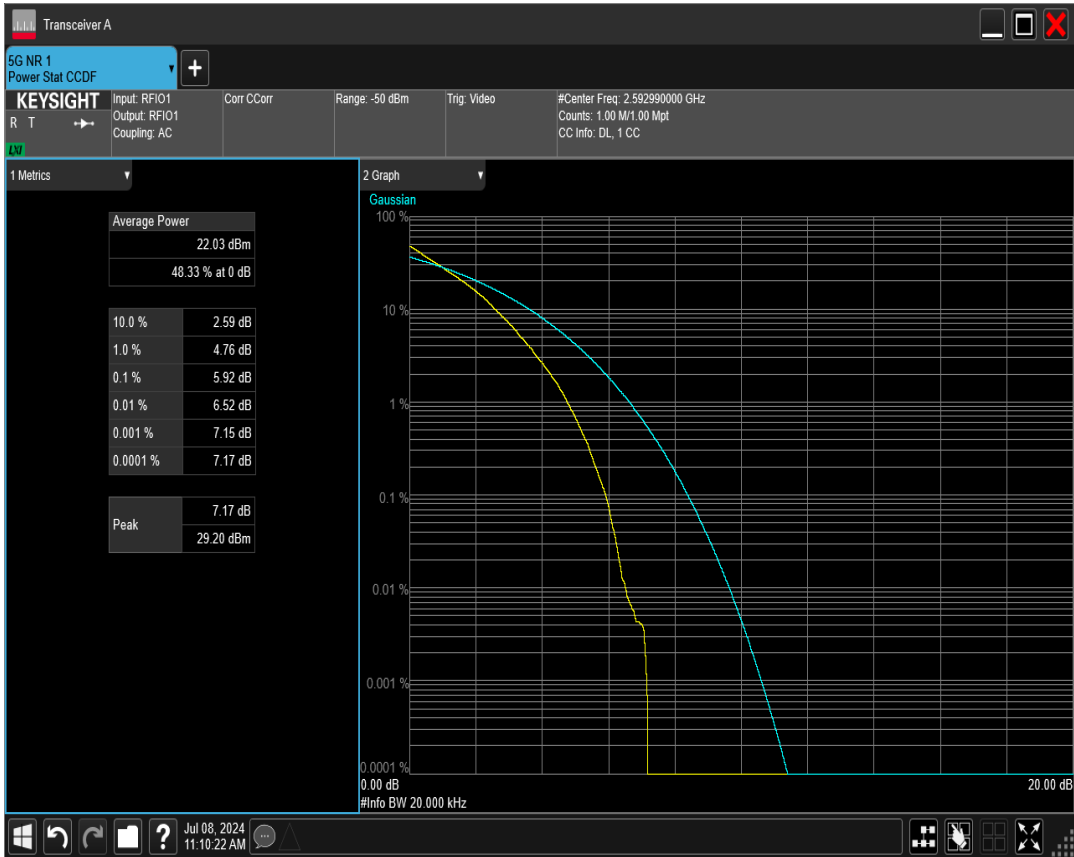 Transceiver A
5G NR 1
Power Stat CCDF
+
KEYSIGHT
R T
LXI
Input: RFIO1
Output: RFIO1
Coupling: AC
Corr CCorr
Range: -50 dBm
Trig: Video
#Center Freq: 2.592990000 GHz
Counts: 1.00 M/1.00 Mpt
CC Info: DL, 1 CC
1 Metrics
Average Power
22.03 dBm
48.33 % at 0 dB
10.0 % 2.59 dB
1.0 % 4.76 dB
0.1 % 5.92 dB
0.01 % 6.52 dB
0.001 % 7.15 dB
0.0001 % 7.17 dB
Peak
7.17 dB
29.20 dBm
2 Graph
Gaussian
100 %
10 %
1 %
0.1 %
0.01 %
0.001 %
0.0001 %
0.00 dB 20.00 dB
#Info BW 20.000 kHz
?
Jul 08, 2024
11:10:22 AM